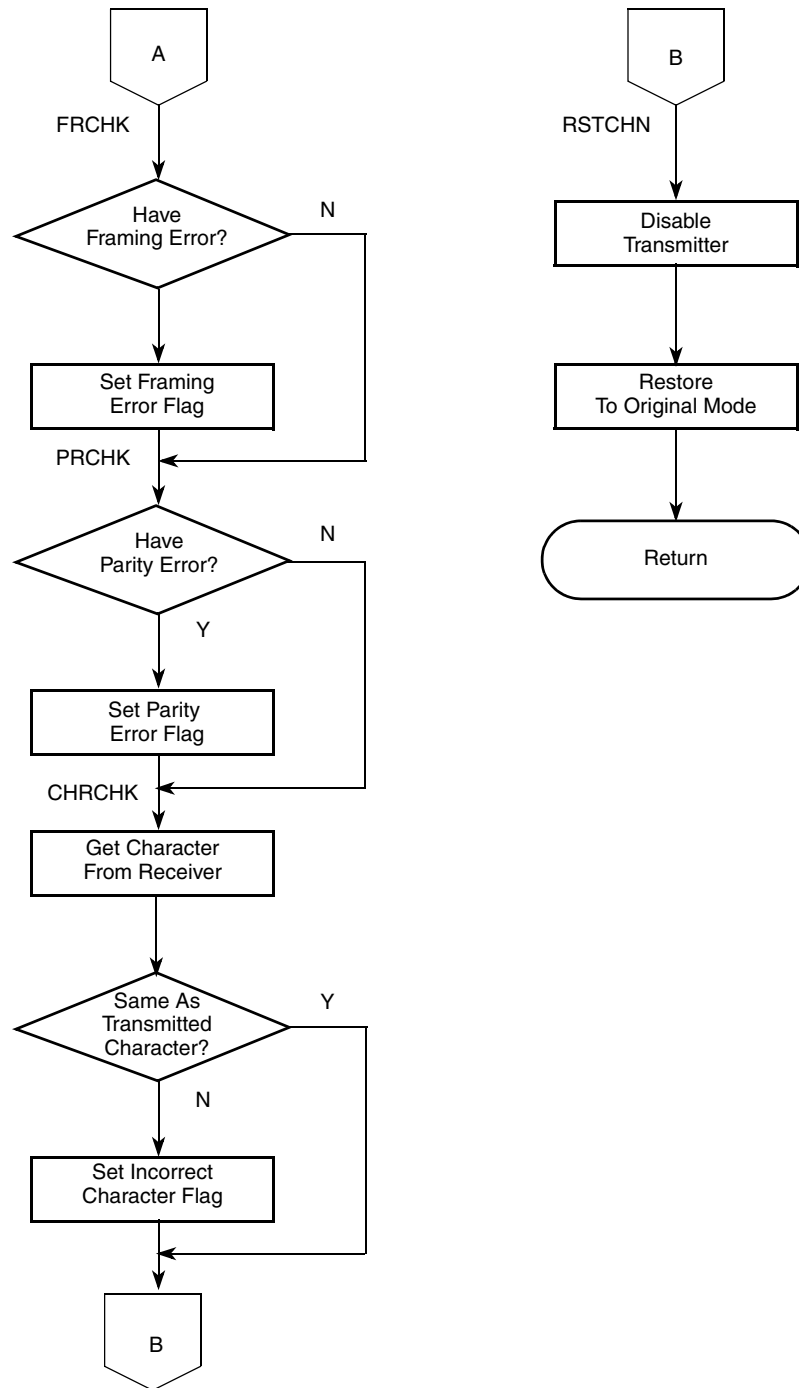 A
FRCHK
Have
Framing Error?
N
Set Framing
Error Flag
PRCHK
Have
Parity Error?
N
Y
Set Parity
Error Flag
CHRCHK
Get Character
From Receiver
Same As
Transmitted
Character?
Y
N
Set Incorrect
Character Flag
B
B
RSTCHN
Disable
Transmitter
Restore
To Original Mode
Return